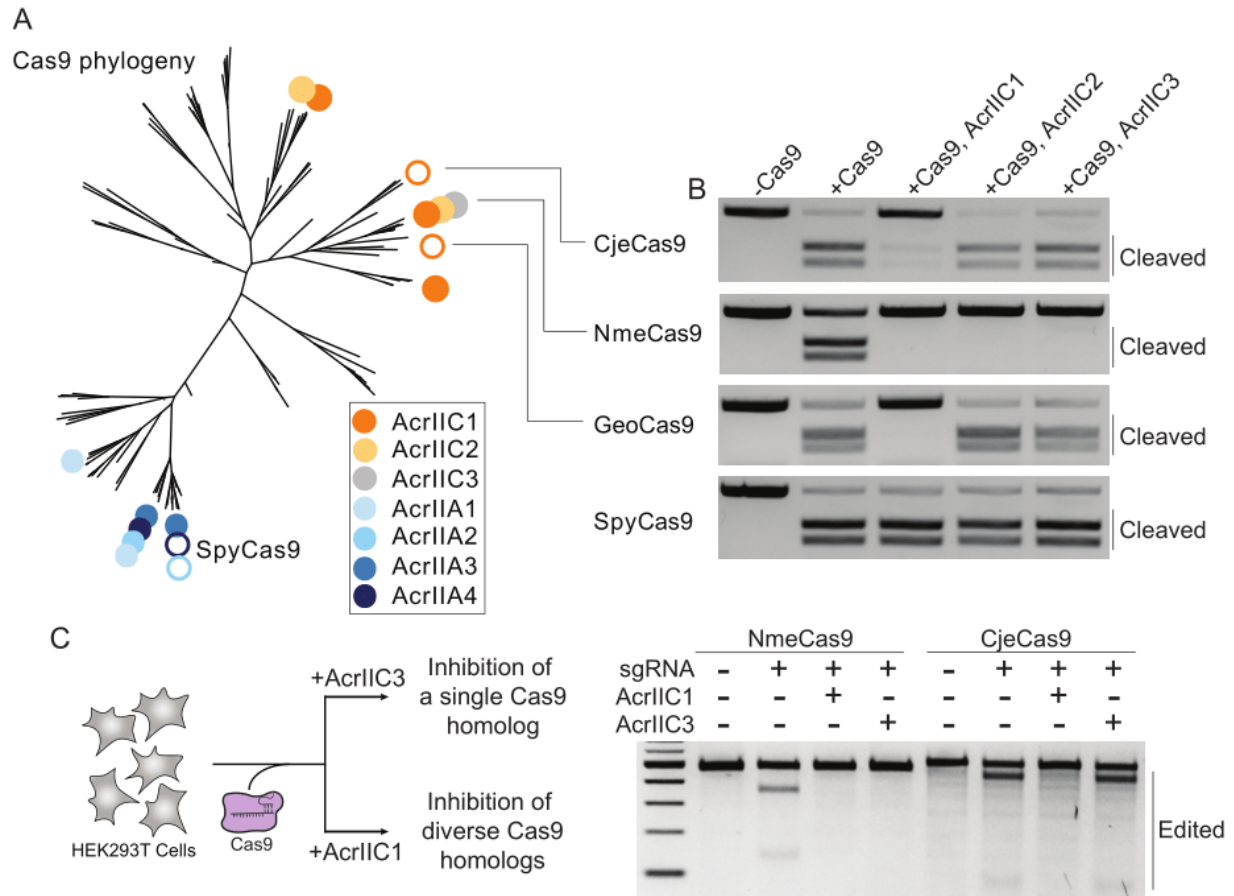 A
Cas9 phylogeny
SpyCas9
AcrIIC1
AcrIIC2
AcrIIC3
AcrIIA1
AcrIIA2
AcrIIA3
AcrIIA4
B
-Cas9
+Cas9
+Cas9, AcrIIC1
+Cas9, AcrIIC2
+Cas9, AcrIIC3
CjeCas9
Cleaved
NmeCas9
Cleaved
GeoCas9
Cleaved
SpyCas9
Cleaved
C
HEK293T Cells
Cas9
+AcrIIC3
Inhibition of
a single Cas9
homolog
+AcrIIC1
Inhibition of
diverse Cas9
homologs
NmeCas9 CjeCas9
sgRNA - + + + - + + +
AcrIIC1 - - + - - +
AcrIIC3 - - + - - +
Edited